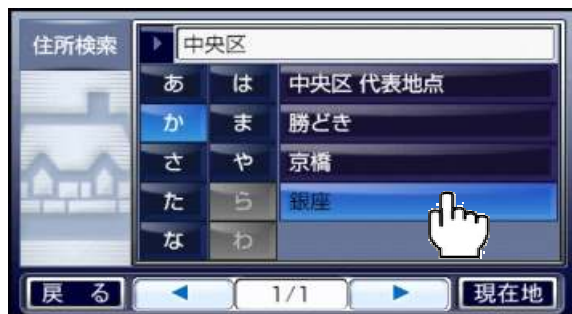 住所検索
中央区
あ は 中央区 代表地点
か ま 勝どき
さ や 京橋
た ら 銀座
な わ
戻 る 1/1 現在地